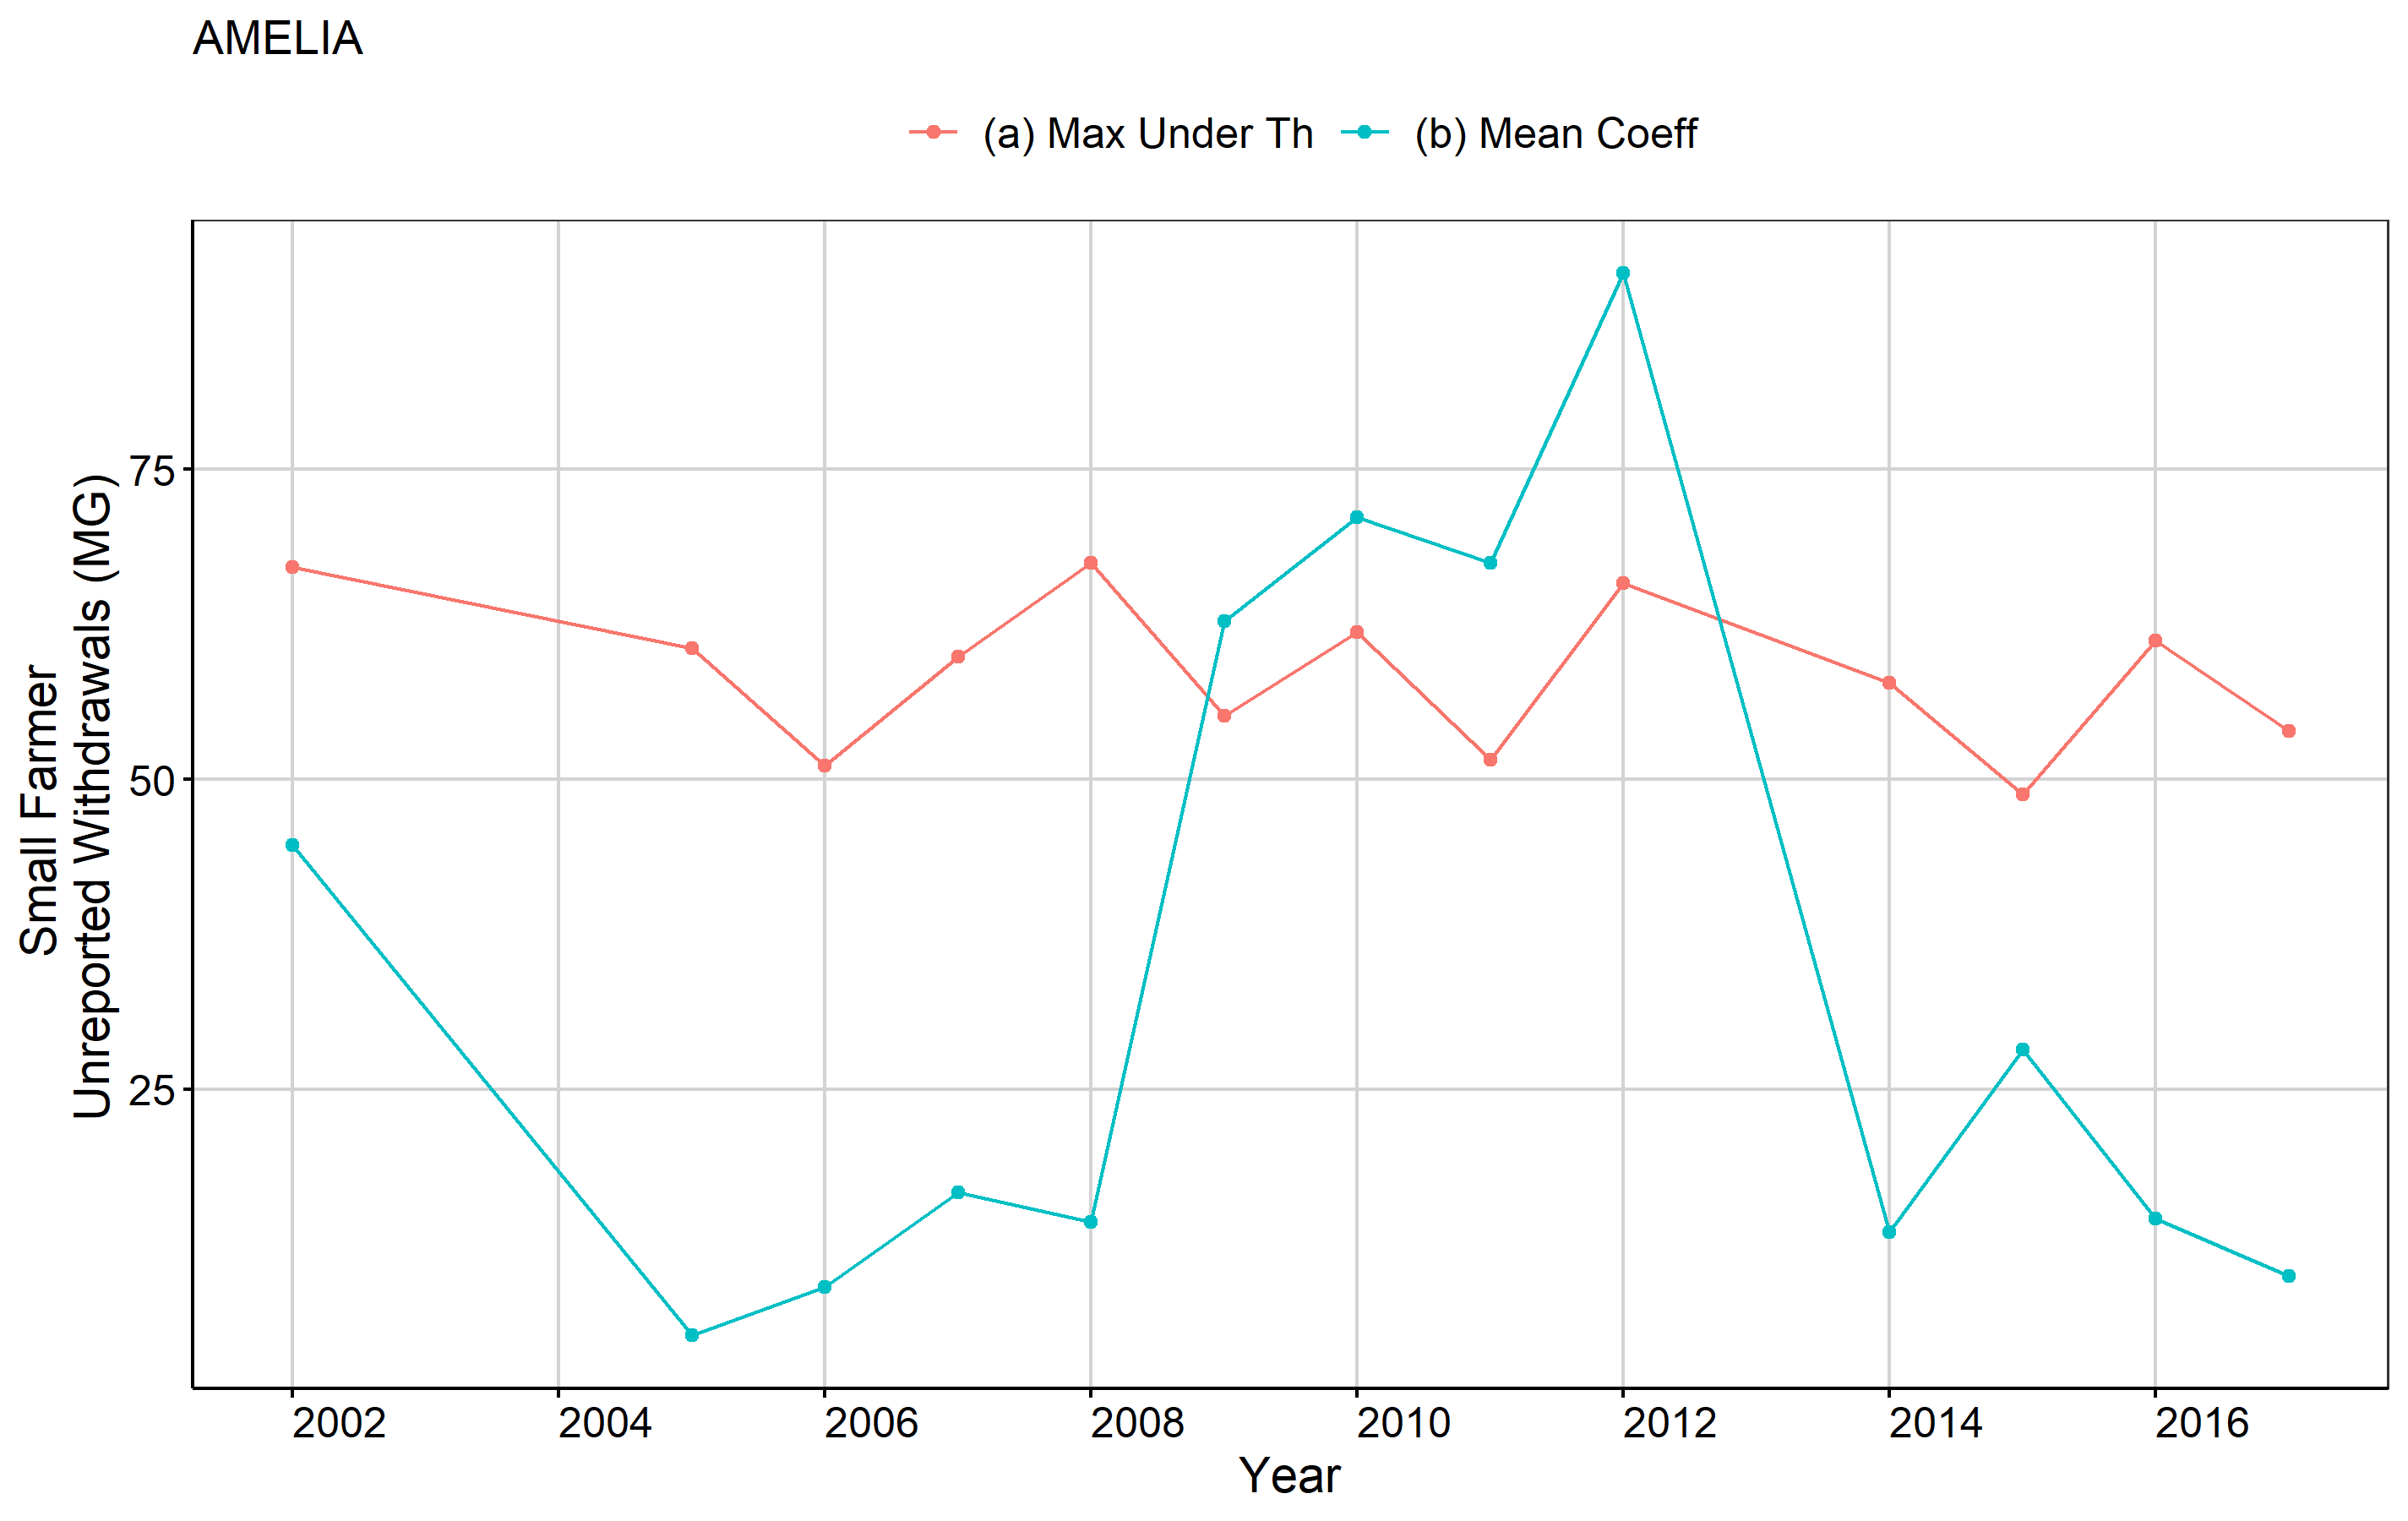 AMELIA
(a) Max Under Th (b) Mean Coeff
Small Farmer
Unreported Withdrawals (MG)
75
50
25
2002 2004 2006 2008 2010 2012 2014 2016
Year